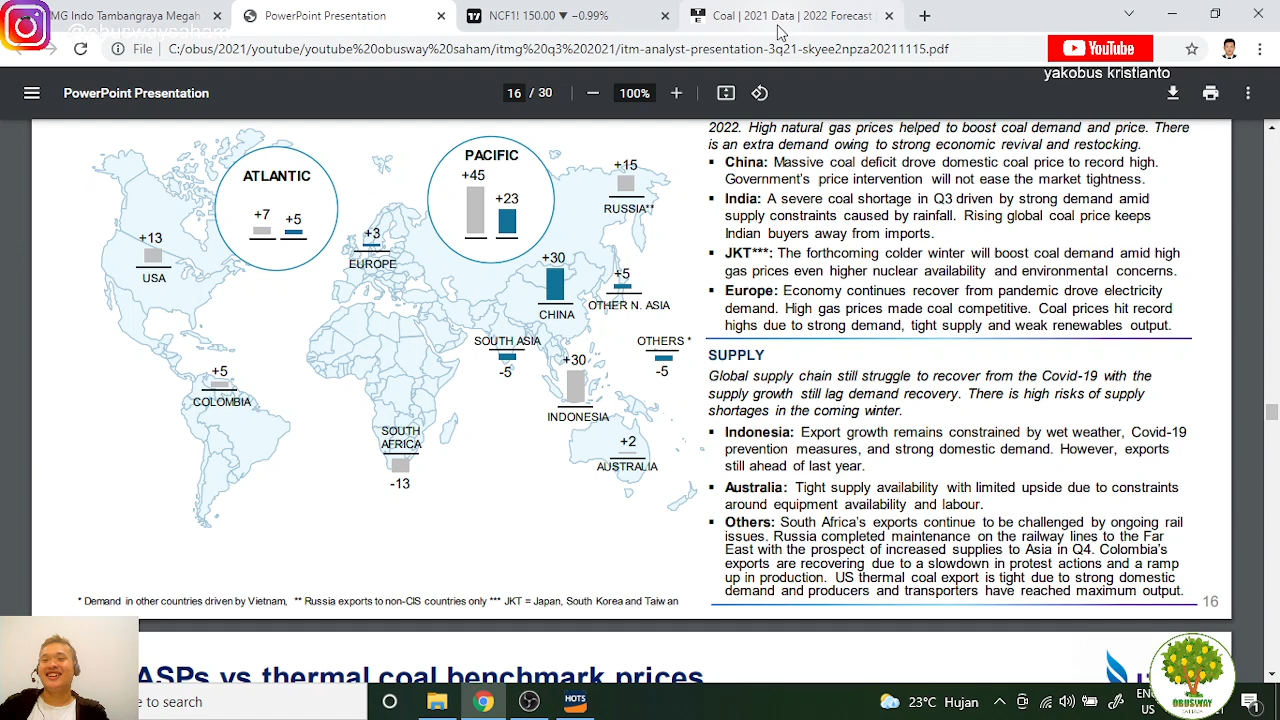 MG Indo Tambangraya Megah
PowerPoint Presentation
NCF1! 150.00 ▼ −0.99%
Coal | 2021 Data | 2022 Forecast
@obuswaysaham
File
C:/obus/2021/youtube/youtube%20obusly%20saham/itmg%20q3%202021/itm-analyst-presentation-3q21-skyee2npza20211115.pdf
YouTube
yakobus kristianto
PowerPoint Presentation
16 / 30
100%
ATLANTIC
+7
+5
PACIFIC
+45
+23
+15
RUSSIA**
+13
USA
+3
EUROPE
+30
CHINA
+5
OTHER N. ASIA
SOUTH ASIA
-5
OTHERS *
-5
+5
COLOMBIA
+30
INDONESIA
SOUTH
AFRICA
-13
+2
AUSTRALIA
* Demand in other countries driven by Vietnam, ** Russia exports to non-CIS countries only *** JKT = Japan, South Korea and Taiwan
2022. High natural gas prices helped to boost coal demand and price. There
is an extra demand owing to strong economic revival and restocking.
▪ China: Massive coal deficit drove domestic coal price to record high.
Government's price intervention will not ease the market tightness.
▪ India: A severe coal shortage in Q3 driven by strong demand amid
supply constraints caused by rainfall. Rising global coal price keeps
Indian buyers away from imports.
▪ JKT***: The forthcoming colder winter will boost coal demand amid high
gas prices even higher nuclear availability and environmental concerns.
▪ Europe: Economy continues recover from pandemic drove electricity
demand. High gas prices made coal competitive. Coal prices hit record
highs due to strong demand, tight supply and weak renewables output.
SUPPLY
Global supply chain still struggle to recover from the Covid-19 with the
supply growth still lag demand recovery. There is high risks of supply
shortages in the coming winter.
▪ Indonesia: Export growth remains constrained by wet weather, Covid-19
prevention measures, and strong domestic demand. However, exports
still ahead of last year.
▪ Australia: Tight supply availability with limited upside due to constraints
around equipment availability and labour.
▪ Others: South Africa's exports continue to be challenged by ongoing rail
issues. Russia completed maintenance on the railway lines to the Far
East with the prospect of increased supplies to Asia in Q4. Colombia's
exports are recovering due to a slowdown in protest actions and a ramp
up in production. US thermal coal export is tight due to strong domestic
demand and producers and transporters have reached maximum output.
16
ASPs vs thermal coal benchmark prices
e to search
HOTS
23°C Hujan
EN
US
1
OBUSWAY